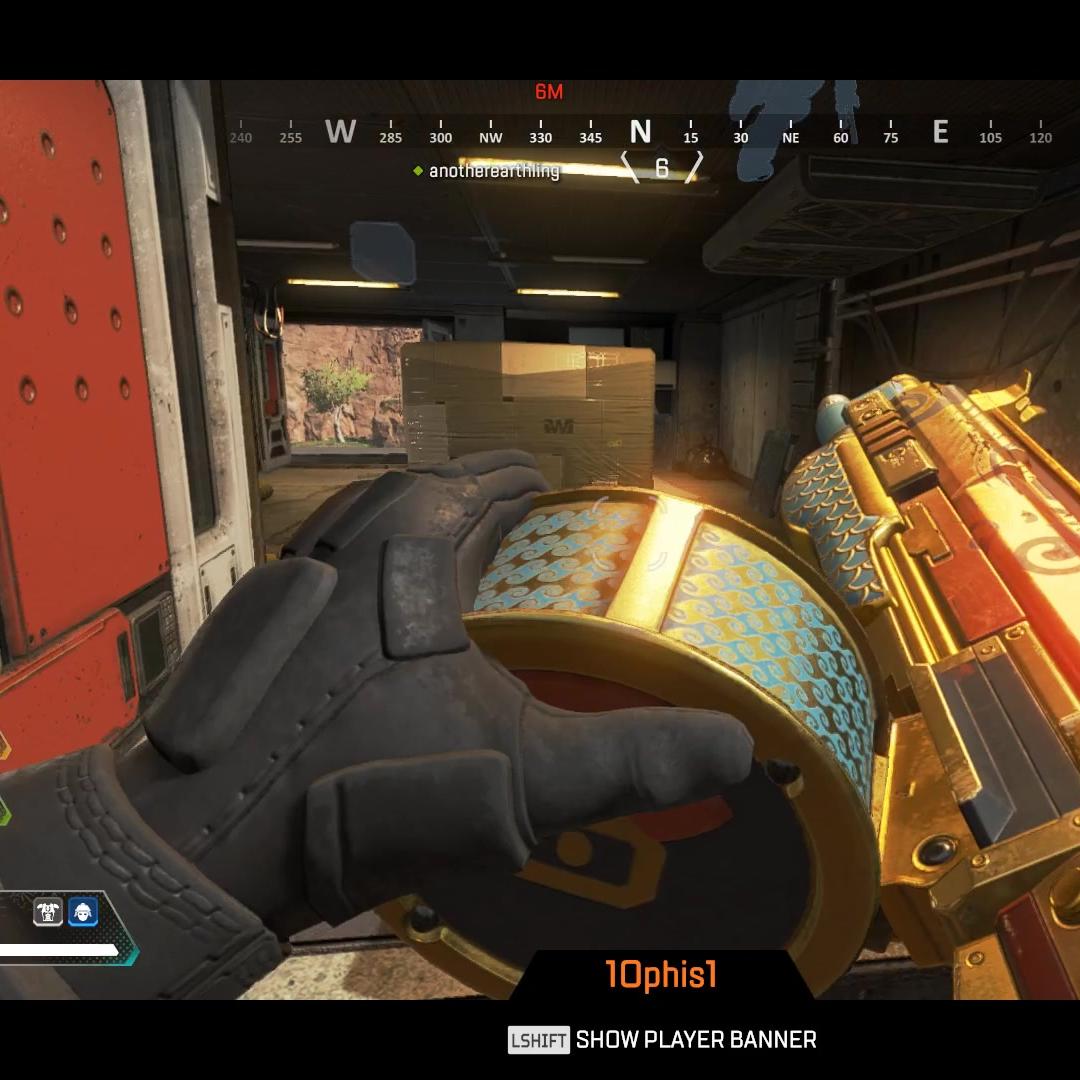 6M
240 255 W 285 300 NW 330 345 N 15 30 NE 60 75 E 105 120
anotherearthling 6
1Ophis1
LSHIFT SHOW PLAYER BANNER